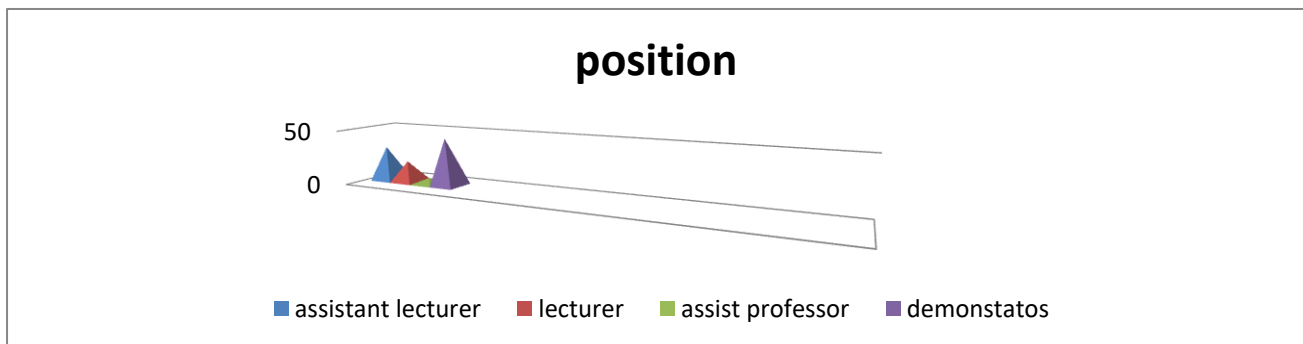 position
50
0
assistant lecturer lecturer assist professor demonstatos